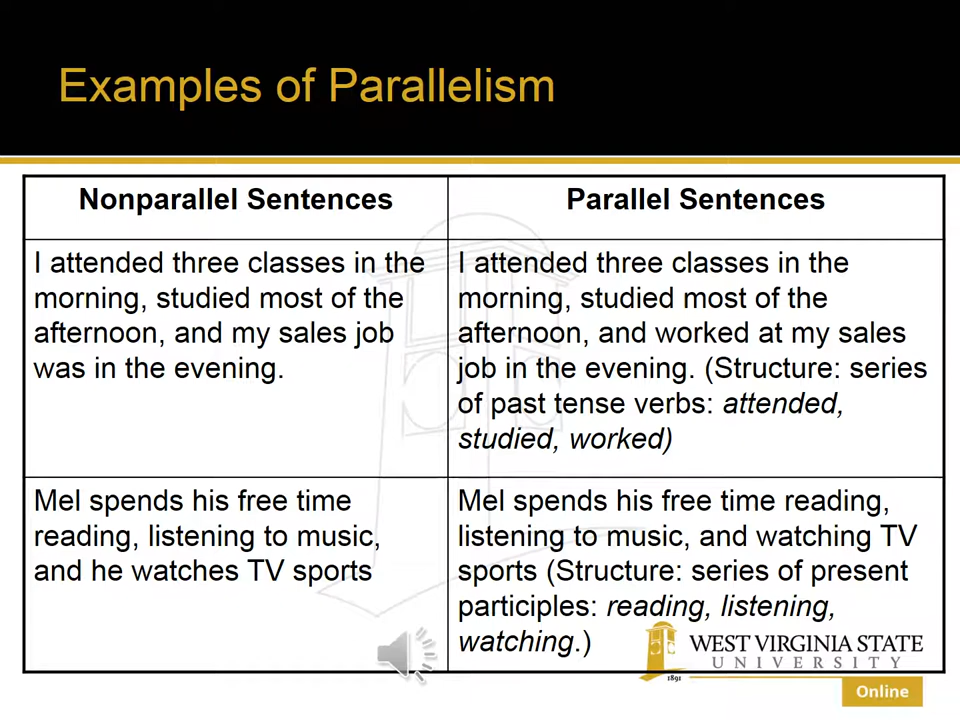 Examples of Parallelism
Nonparallel Sentences
Parallel Sentences
I attended three classes in the
morning, studied most of the
afternoon, and my sales job
was in the evening.
I attended three classes in the
morning, studied most of the
afternoon, and worked at my sales
job in the evening. (Structure: series
of past tense verbs: attended,
studied, worked)
Mel spends his free time
reading, listening to music,
and he watches TV sports
Mel spends his free time reading,
listening to music, and watching TV
sports (Structure: series of present
participles: reading, listening,
watching.)
WEST VIRGINIA STATE
UNIVERSITY
1891
Online